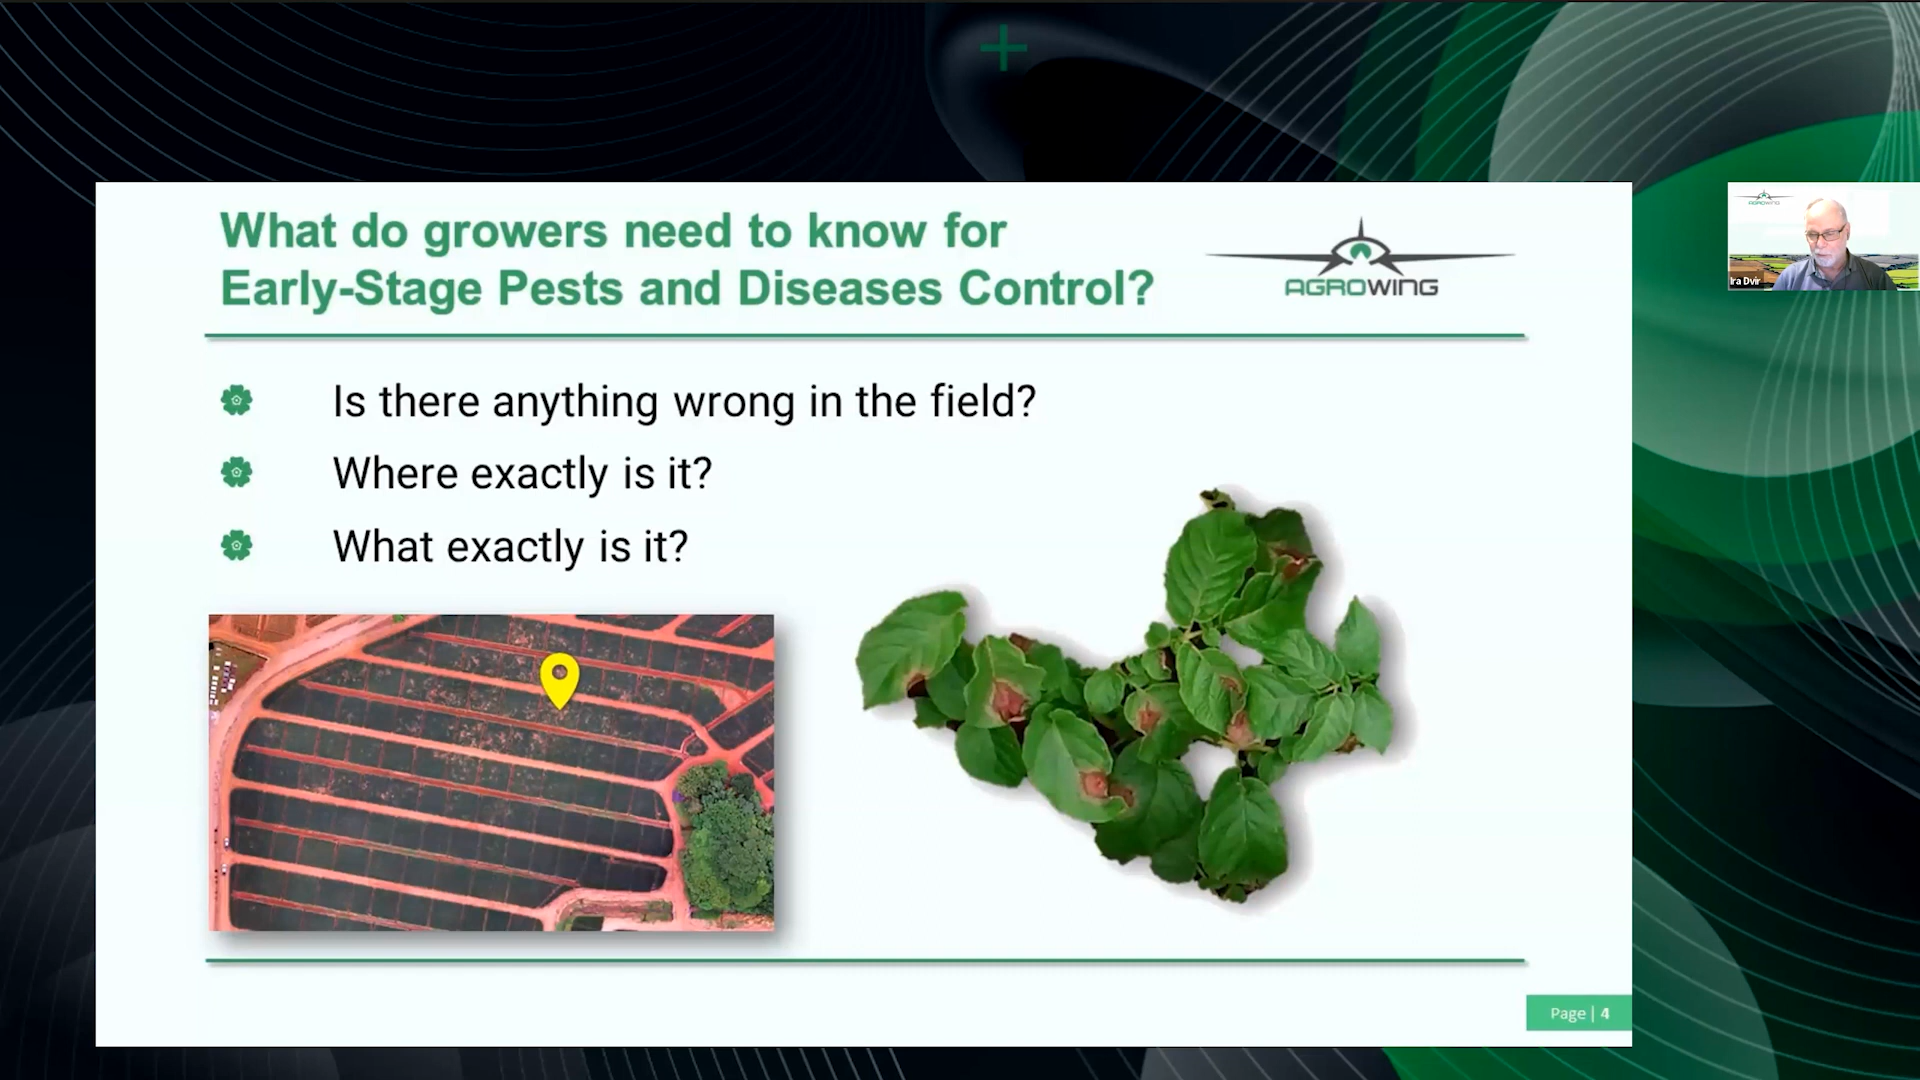 What do growers need to know for
Early-Stage Pests and Diseases Control?
AGROWING
Is there anything wrong in the field?
Where exactly is it?
What exactly is it?
Page | 4
AGROWING
Ira Dvir